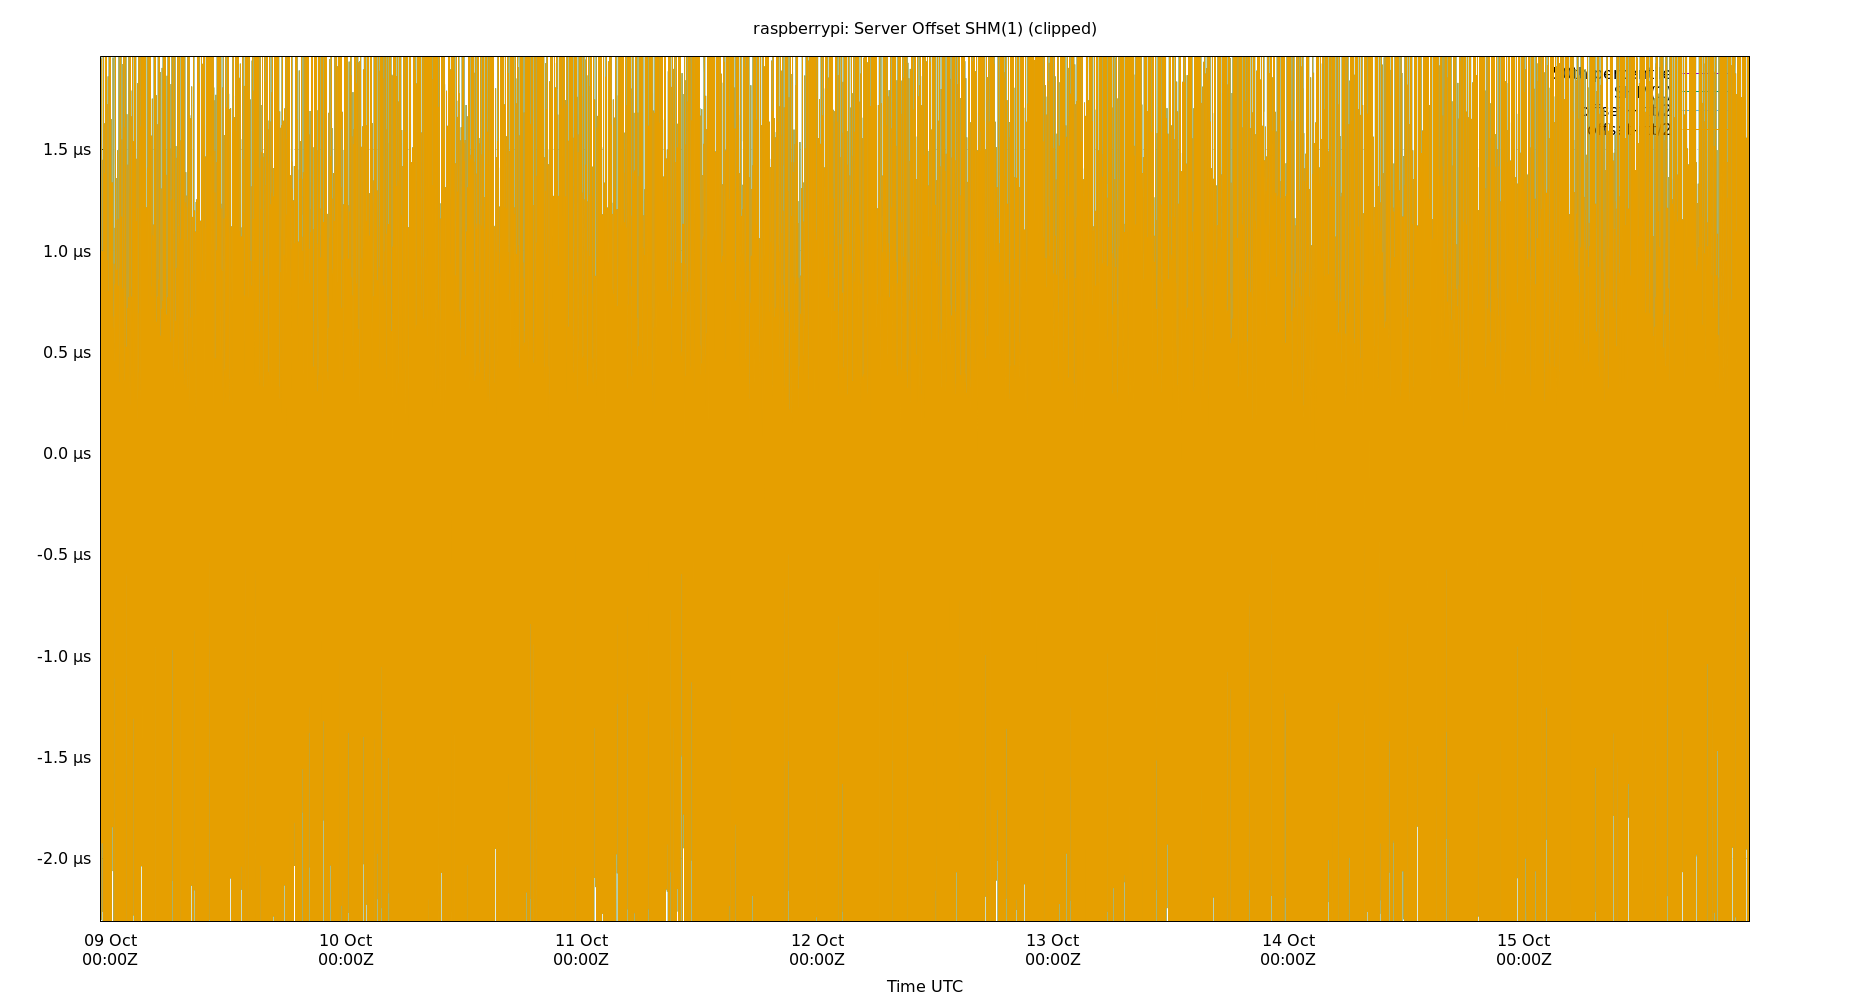 raspberrypi: Server Offset SHM(1) (clipped)
1.5 µs
1.0 µs
0.5 µs
0.0 µs
-0.5 µs
-1.0 µs
-1.5 µs
-2.0 µs
09 Oct 10 Oct 11 Oct 12 Oct 13 Oct 14 Oct 15 Oct
00:00Z 00:00Z 00:00Z 00:00Z 00:00Z 00:00Z 00:00Z
Time UTC